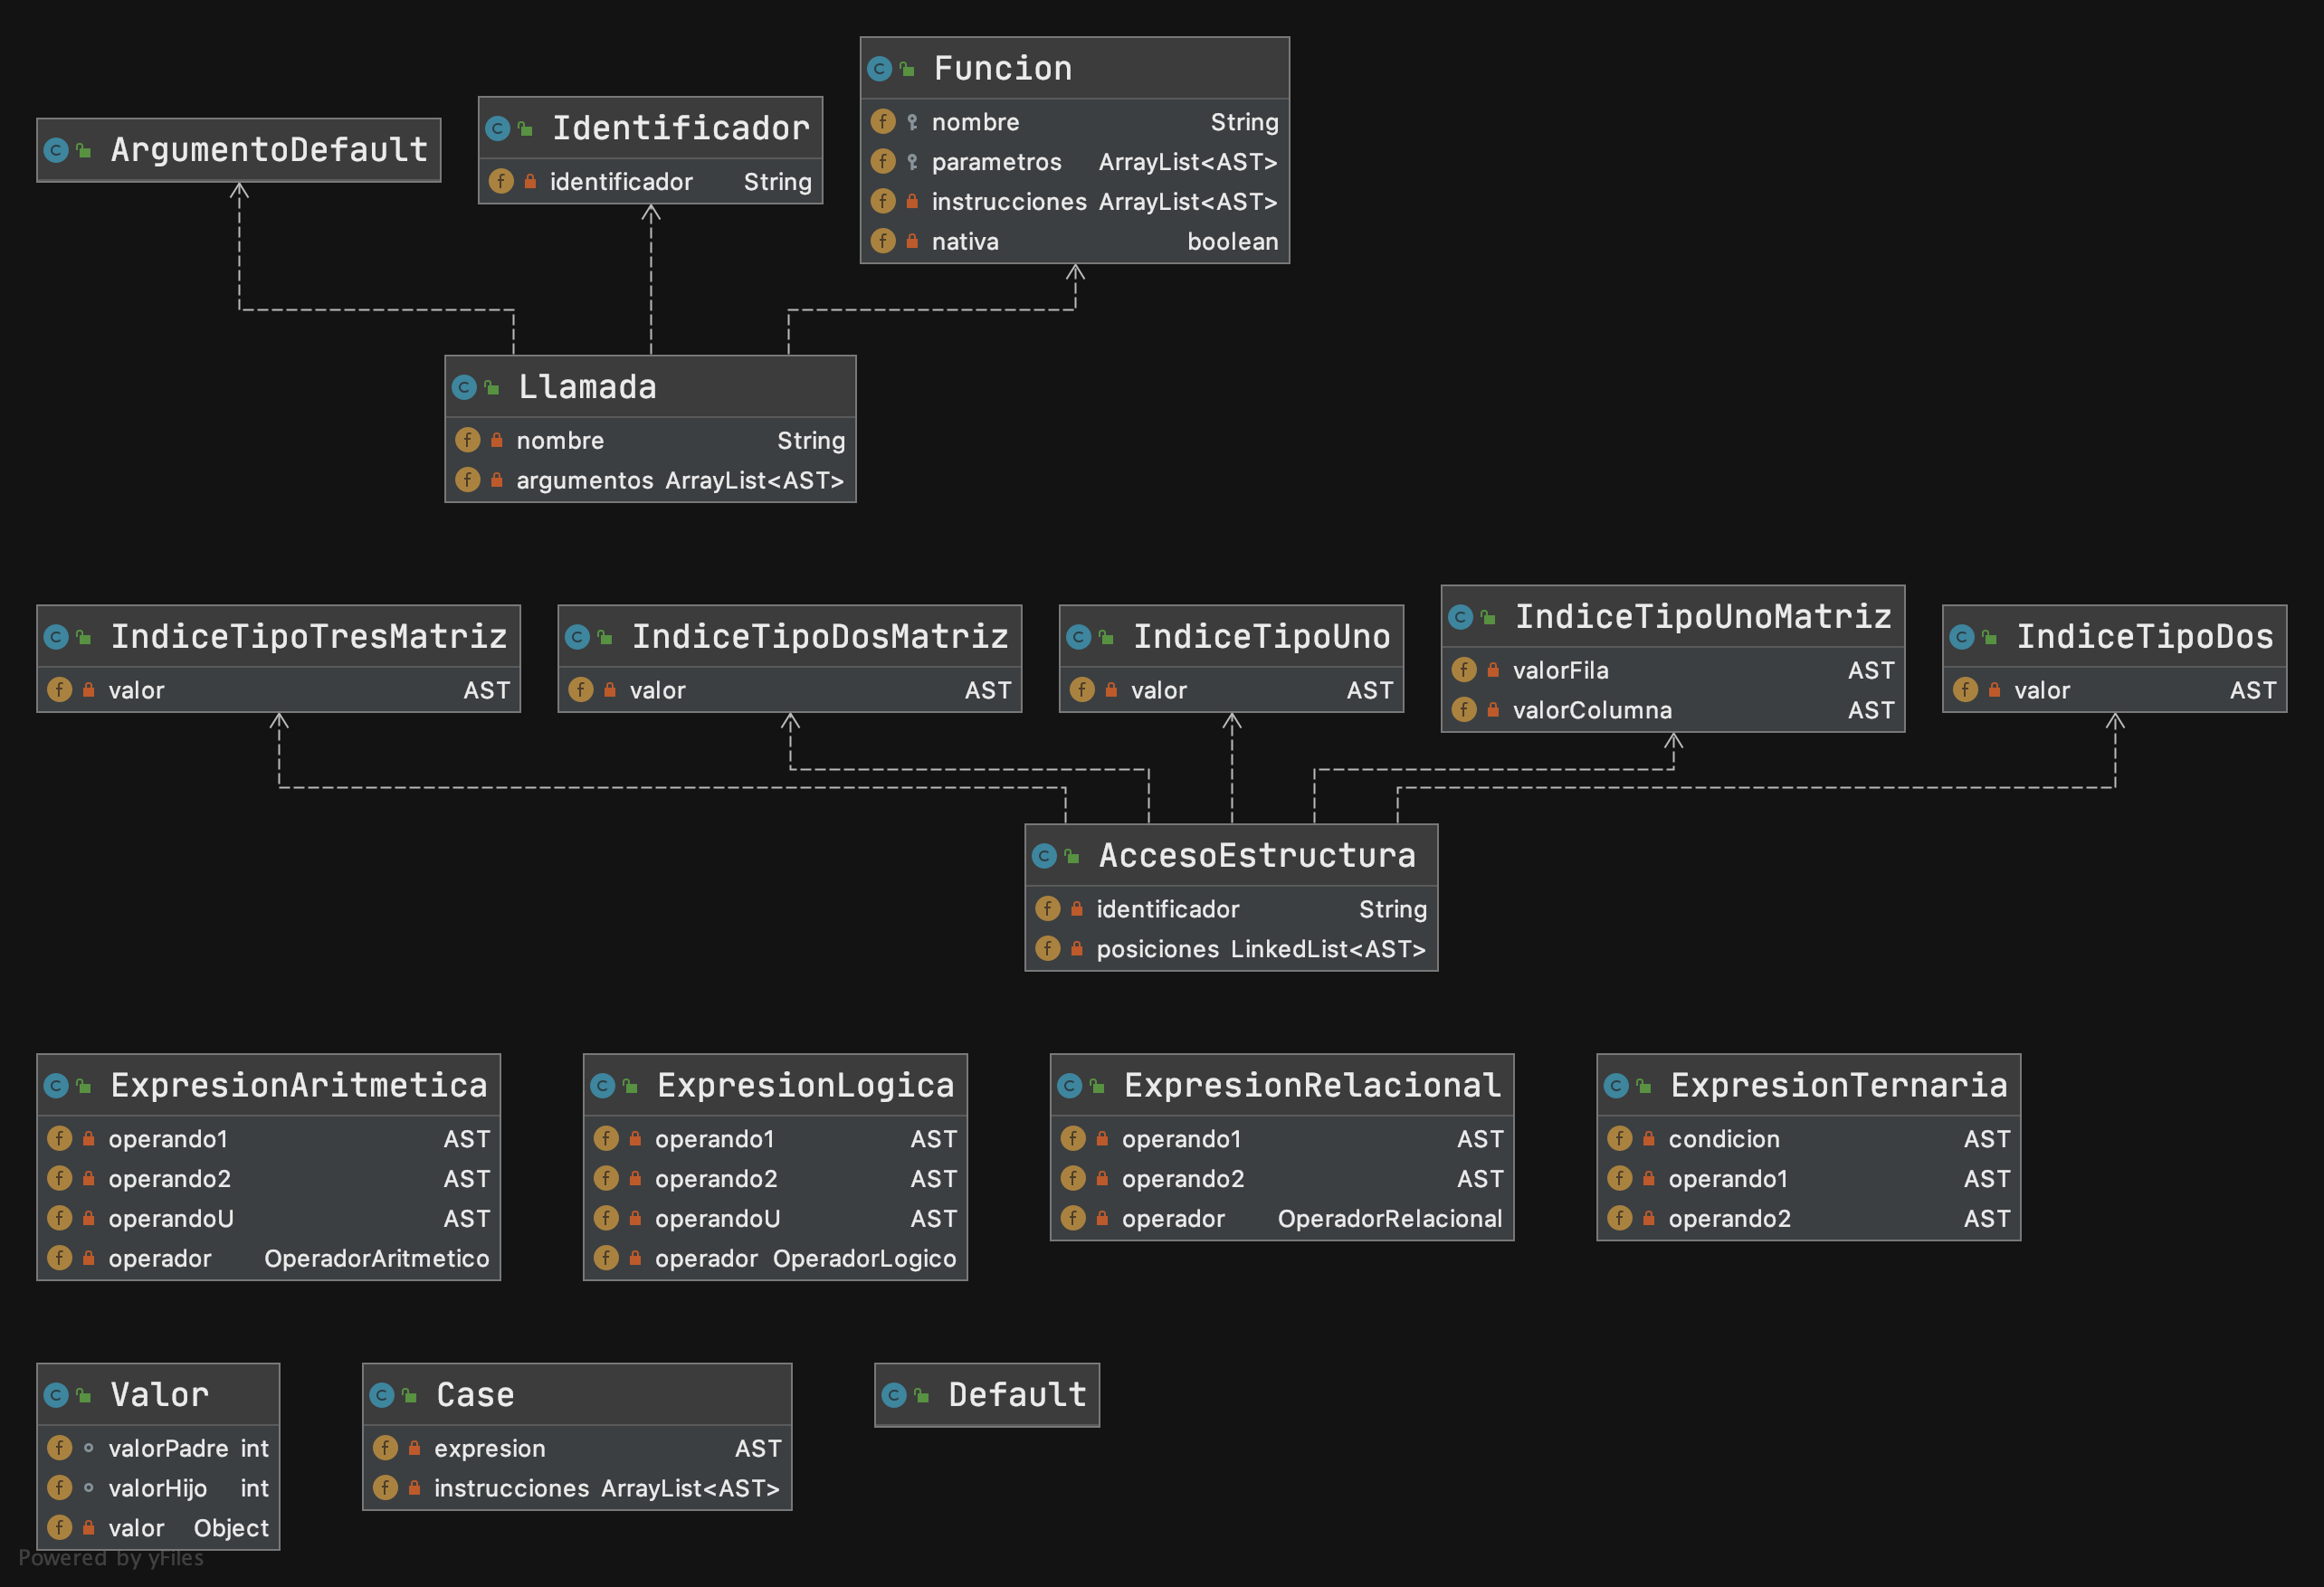 Funcion
nombre String
parametros ArrayList<AST>
instrucciones ArrayList<AST>
nativa boolean
Identificador
identificador String
ArgumentoDefault
Llamada
nombre String
argumentos ArrayList<AST>
IndiceTipoTresMatriz
valor AST
IndiceTipoDosMatriz
valor AST
IndiceTipoUno
valor AST
IndiceTipoUnoMatriz
valorFila AST
valorColumna AST
IndiceTipoDos
valor AST
AccesoEstructura
identificador String
posiciones LinkedList<AST>
ExpresionAritmetica
operando1 AST
operando2 AST
operandoU AST
operador OperadorAritmetico
ExpresionLogica
operando1 AST
operando2 AST
operandoU AST
operador OperadorLogico
ExpresionRelacional
operando1 AST
operando2 AST
operador OperadorRelacional
ExpresionTernaria
condicion AST
operando1 AST
operando2 AST
Valor
valorPadre int
valorHijo int
valor Object
Case
expresion AST
instrucciones ArrayList<AST>
Default
Powered by yFiles